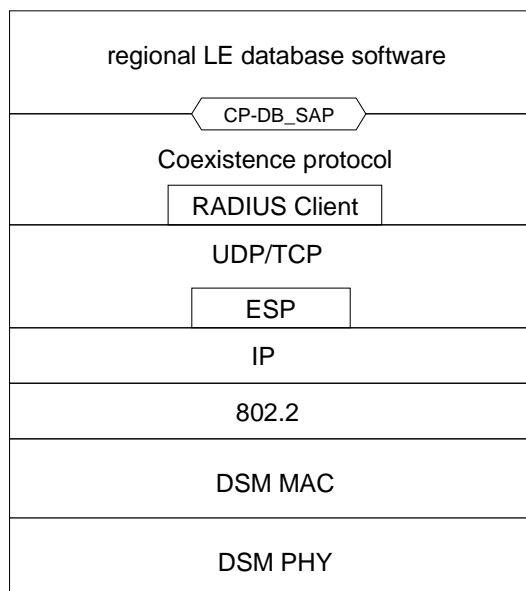 regional LE database software
CP-DB_SAP
Coexistence protocol
RADIUS Client
UDP/TCP
ESP
IP
802.2
DSM MAC
DSM PHY